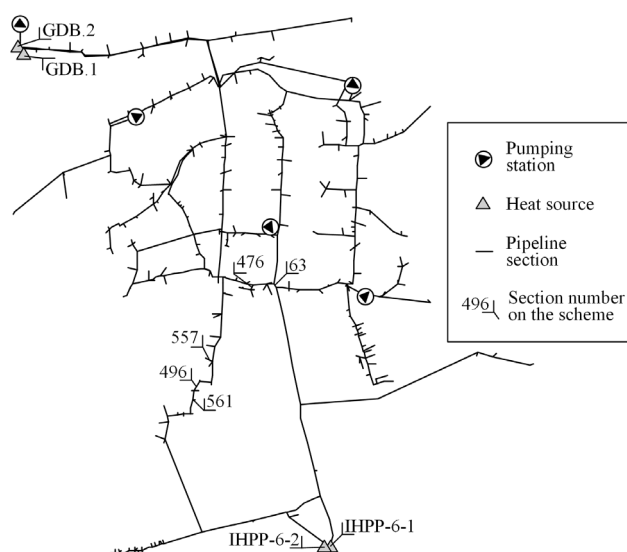 GDB.2
GDB.1
476
63
557
496
561
IHPP-6-1
IHPP-6-2
Pumping
station
Heat source
Pipeline
section
496
Section number
on the scheme